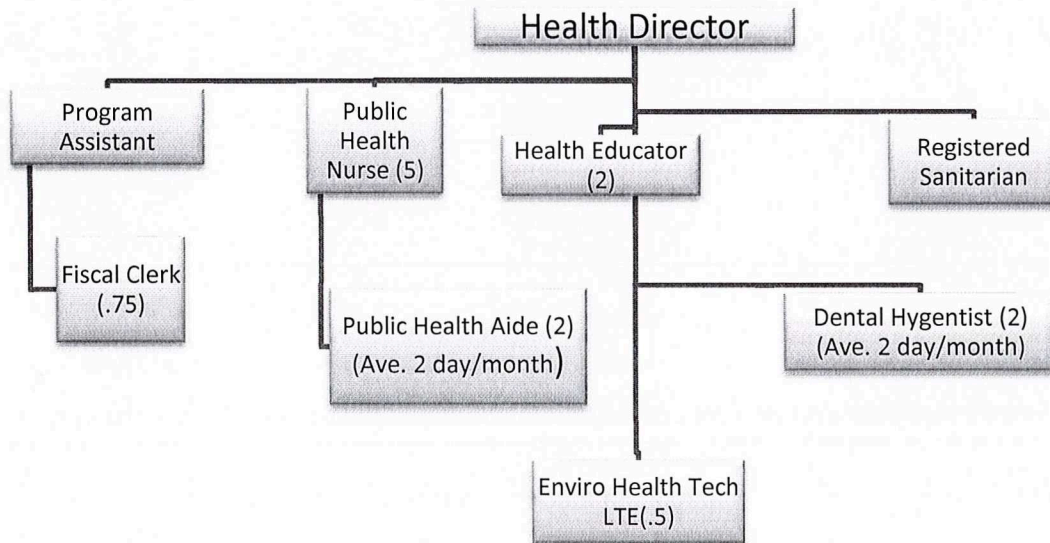 Health Director
Program
Assistant
Public
Health
Nurse (5)
Health Educator
(2)
Registered
Sanitarian
Fiscal Clerk
(.75)
Public Health Aide (2)
(Ave. 2 day/month)
Dental Hygentist (2)
(Ave. 2 day/month)
Enviro Health Tech
LTE(.5)